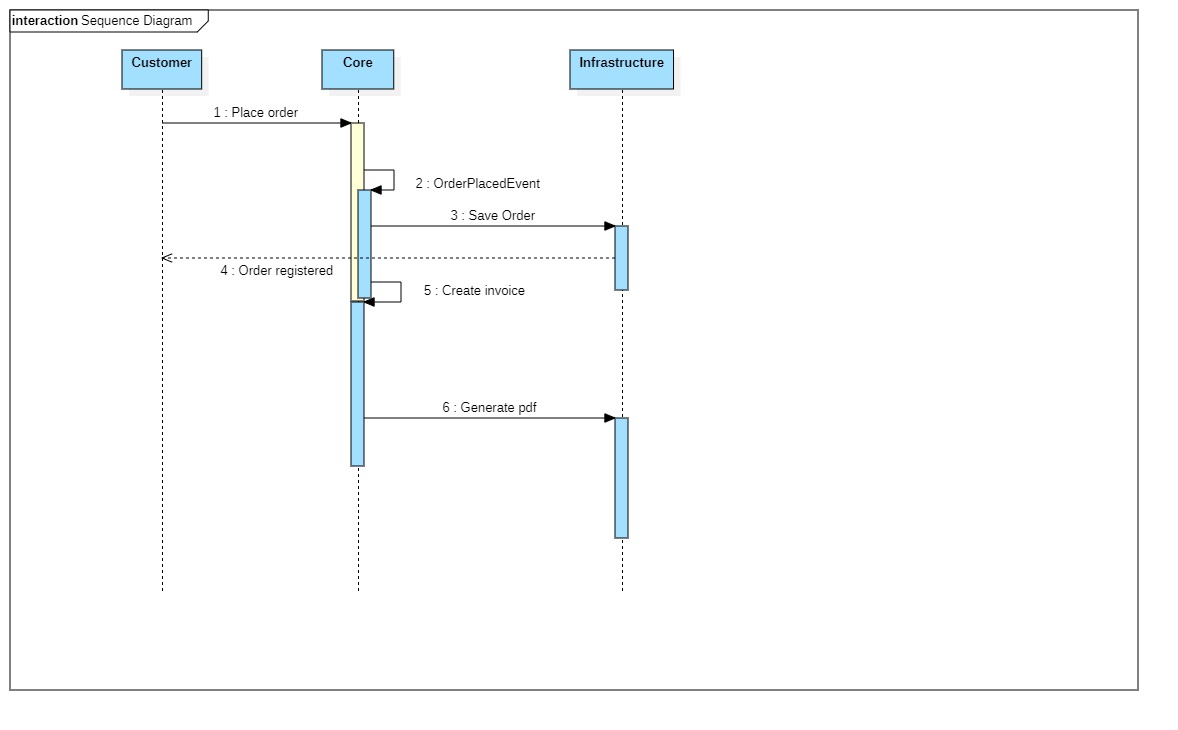 interaction Sequence Diagram
Customer
Core
Infrastructure
1 : Place order
2 : OrderPlacedEvent
3 : Save Order
4 : Order registered
5 : Create invoice
6 : Generate pdf